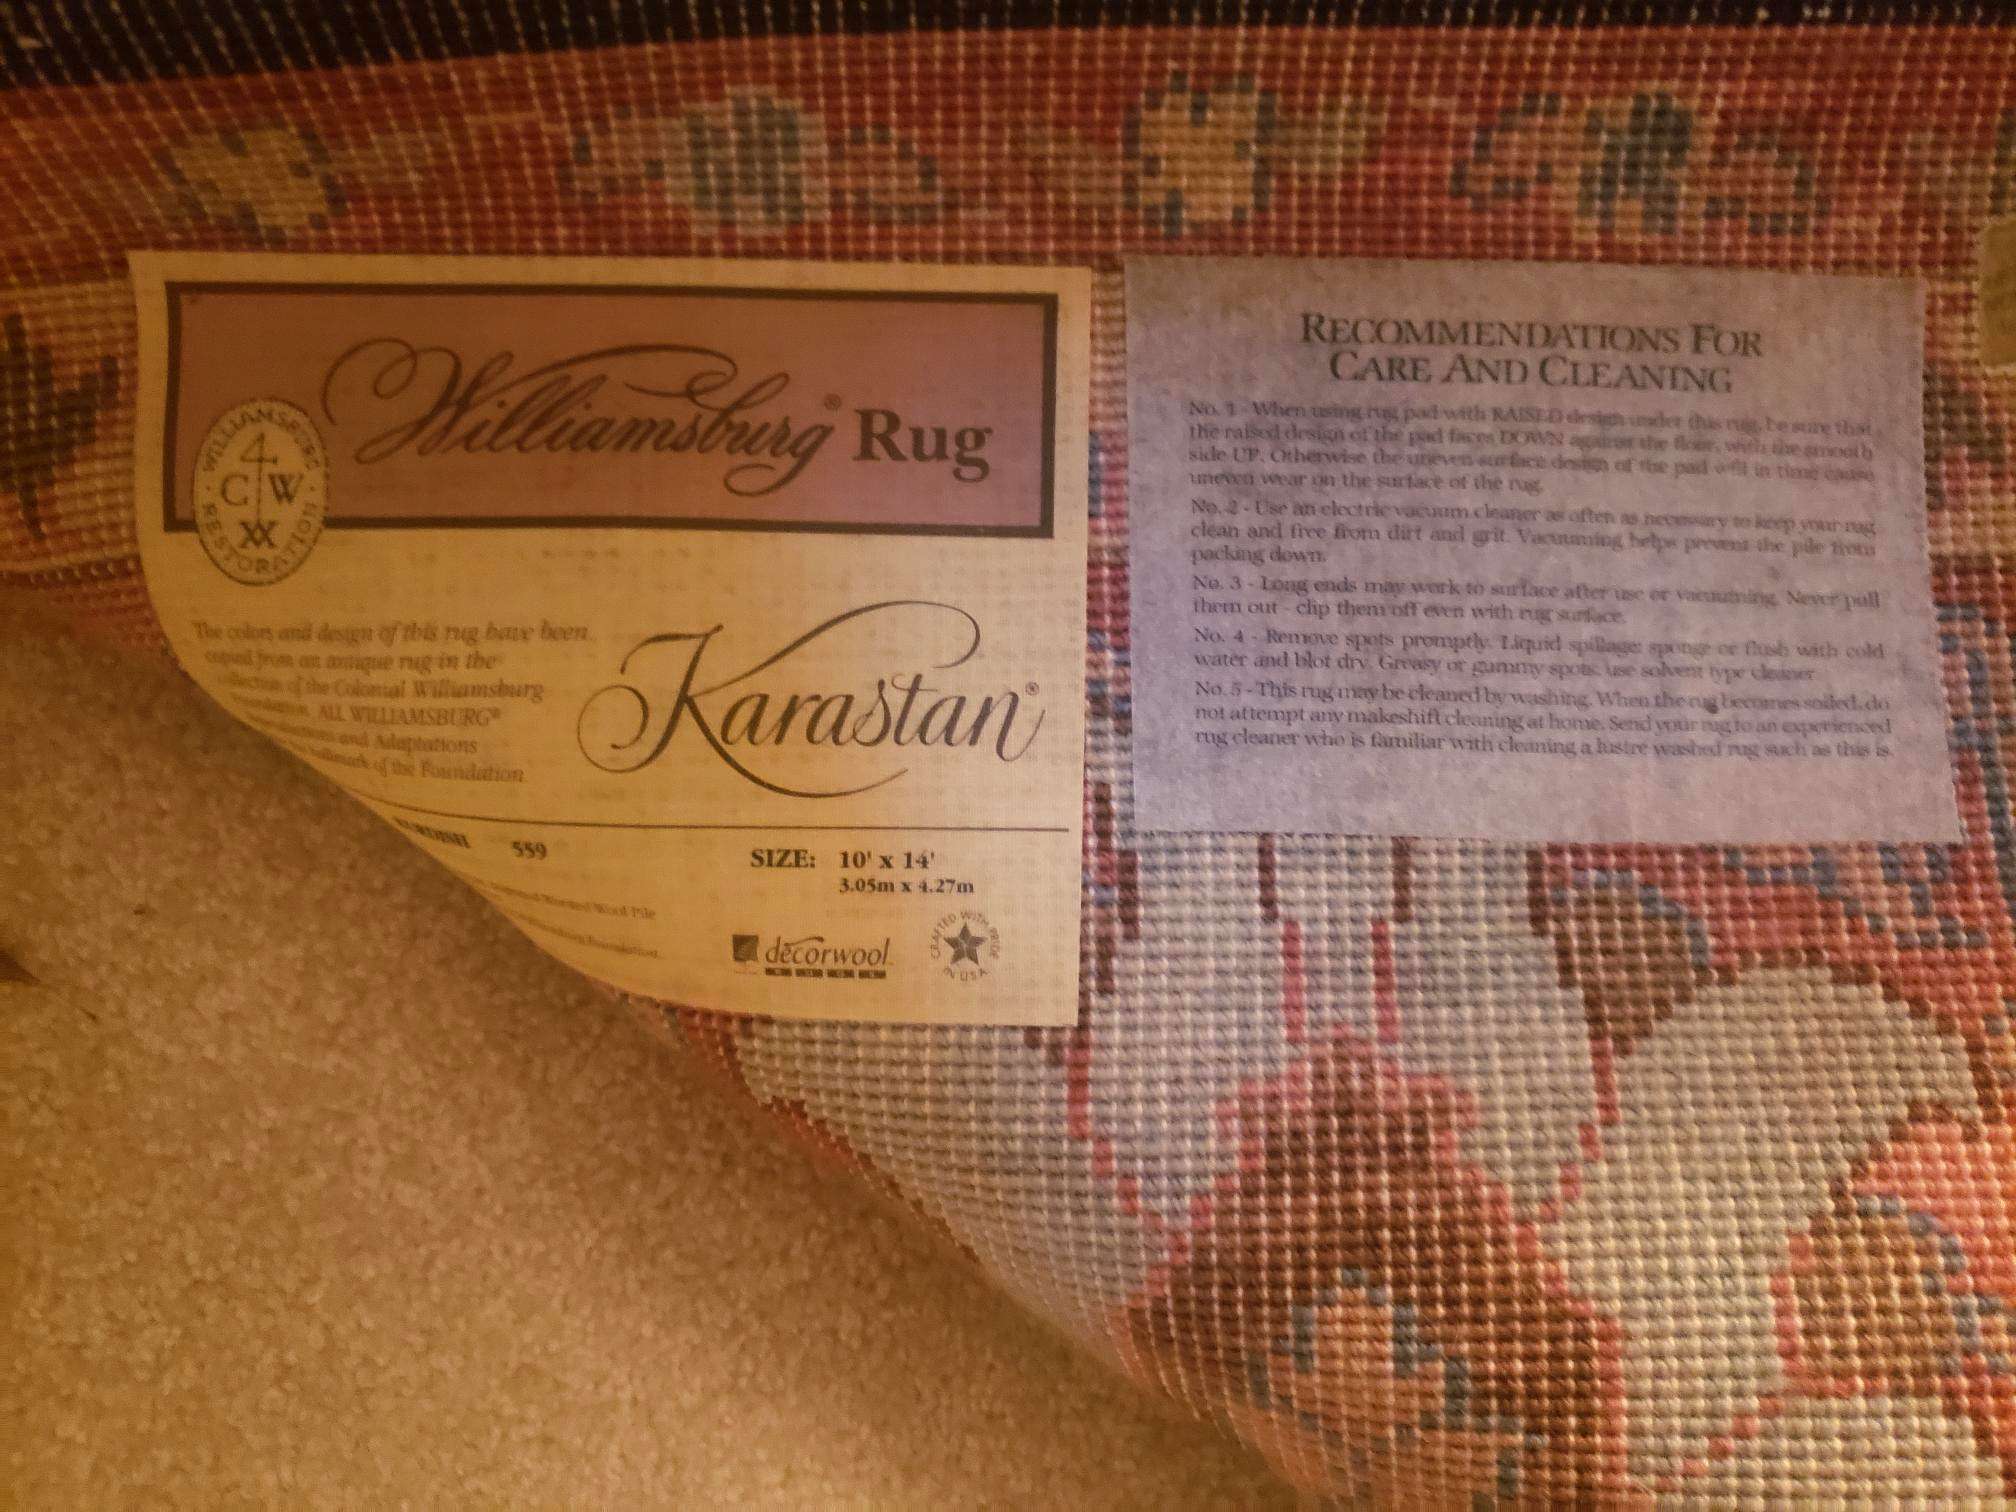 Williamsburg® Rug
WILLIAMSBURG
C W
RESTORATION
The colors and design of this rug have been
copied from an antique rug in the
collection of the Colonial Williamsburg
ALL WILLIAMSBURG®
and Adaptations
hallmark of the Foundation
Karastan®
559
SIZE: 10' x 14'
3.05m x 4.27m
Wool Pile
Foundation
décorwool
RUGS
CRAFTED WITH PRIDE
IN USA
RECOMMENDATIONS FOR
CARE AND CLEANING
No. 1 - When using rug pad with RAISED design under this rug, be sure that
the raised design of the pad faces DOWN against the floor, with the smooth
side UP. Otherwise the uneven surface design of the pad will in time cause
uneven wear on the surface of the rug.
No. 2 - Use an electric vacuum cleaner as often as necessary to keep your rug
clean and free from dirt and grit. Vacuuming helps prevent the pile from
packing down.
No. 3 - Long ends may work to surface after use or vacuuming. Never pull
them out - clip them off even with rug surface.
No. 4 - Remove spots promptly. Liquid spillage: sponge or flush with cold
water and blot dry. Greasy or gummy spots, use solvent type cleaner.
No. 5 - This rug may be cleaned by washing. When the rug becomes soiled, do
not attempt any makeshift cleaning at home. Send your rug to an experienced
rug cleaner who is familiar with cleaning a lustre washed rug such as this is.